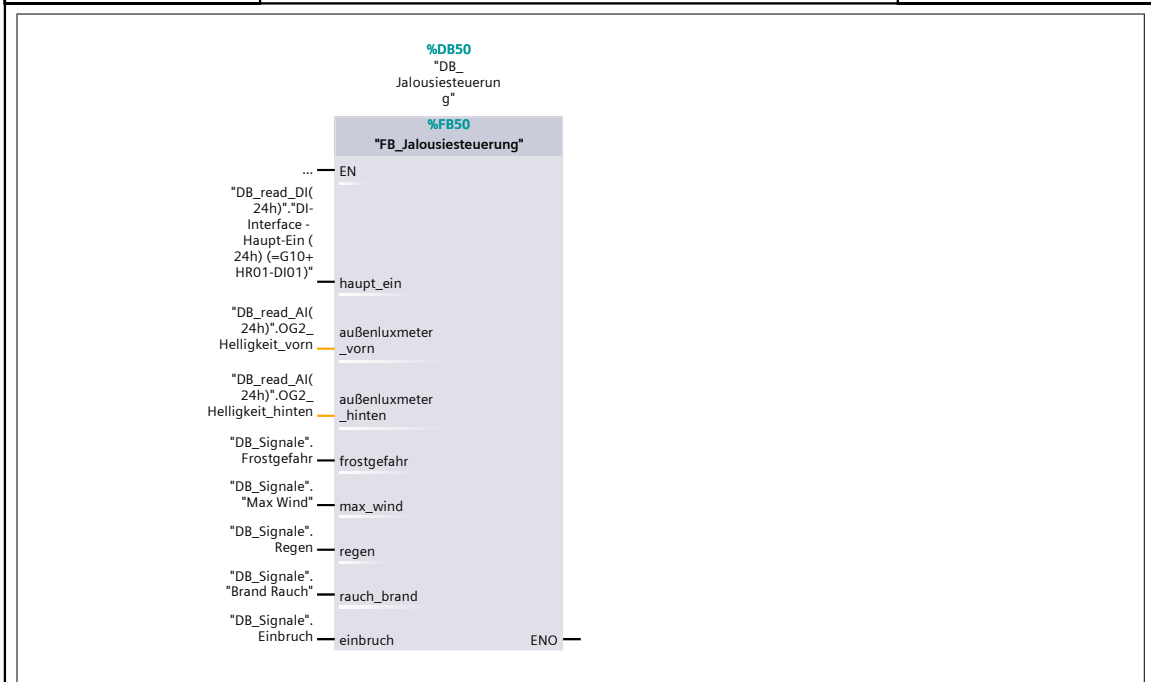 %DB50
"DB_
Jalousiesteuerun
g"
%FB50
"FB_Jalousiesteuerung"
... EN
"DB_read_DI(
24h)"."DI-
Interface -
Haupt-Ein (
24h) (=G10+
HR01-DI01)"
haupt_ein
"DB_read_AI(
24h)".OG2_
Helligkeit_vorn
außenluxmeter
_vorn
"DB_read_AI(
24h)".OG2_
Helligkeit_hinten
außenluxmeter
_hinten
"DB_Signale".
Frostgefahr
frostgefahr
"DB_Signale".
"Max Wind"
max_wind
"DB_Signale".
Regen
regen
"DB_Signale".
"Brand Rauch"
rauch_brand
"DB_Signale".
Einbruch
einbruch
ENO